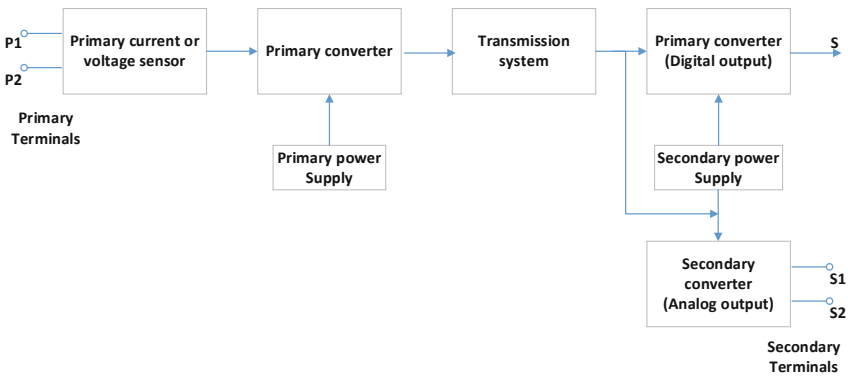 P1
P2
Primary
Terminals
Primary current or
voltage sensor
Primary converter
Transmission
system
Primary converter
(Digital output)
S
Primary power
Supply
Secondary power
Supply
Secondary
converter
(Analog output)
S1
S2
Secondary
Terminals